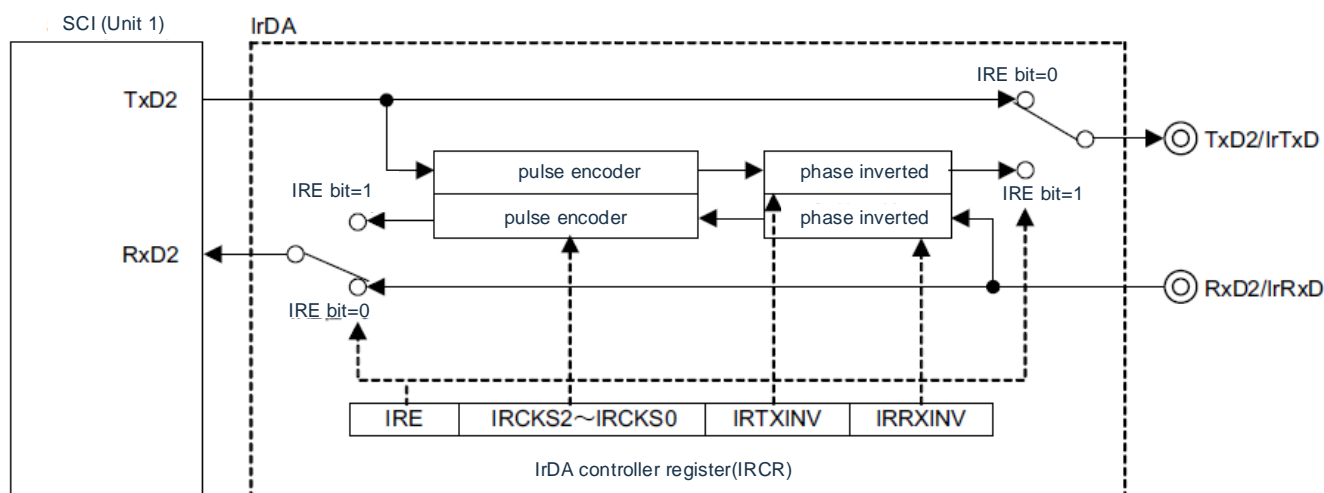 SCI (Unit 1)
IrDA
IRE bit=0
TxD2
TxD2/IrTxD
pulse encoder
phase inverted
IRE bit=1
IRE bit=1
pulse encoder
phase inverted
RxD2
RxD2/IrRxD
IRE bit=0
IRE
IRCKS2～IRCKS0
IRTXINV
IRRXINV
IrDA controller register(IRCR)